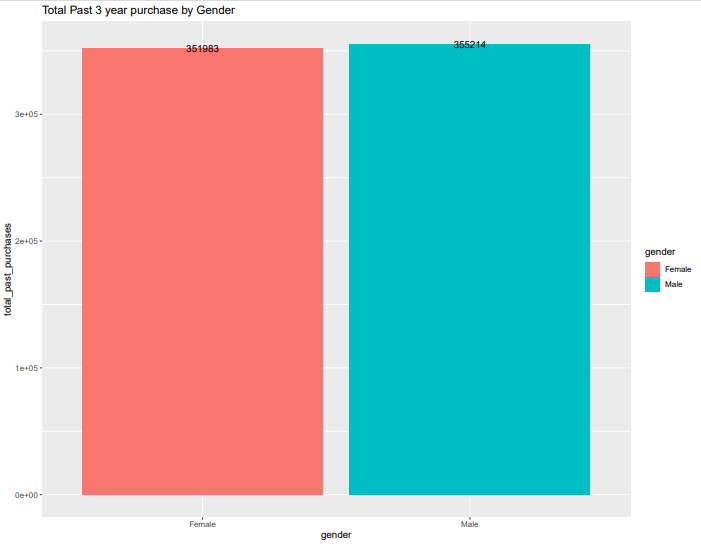 Total Past 3 year purchase by Gender
351983
355214
3e+05
2e+05
1e+05
0e+00
total_past_purchases
Female
Male
gender
gender
Female
Male